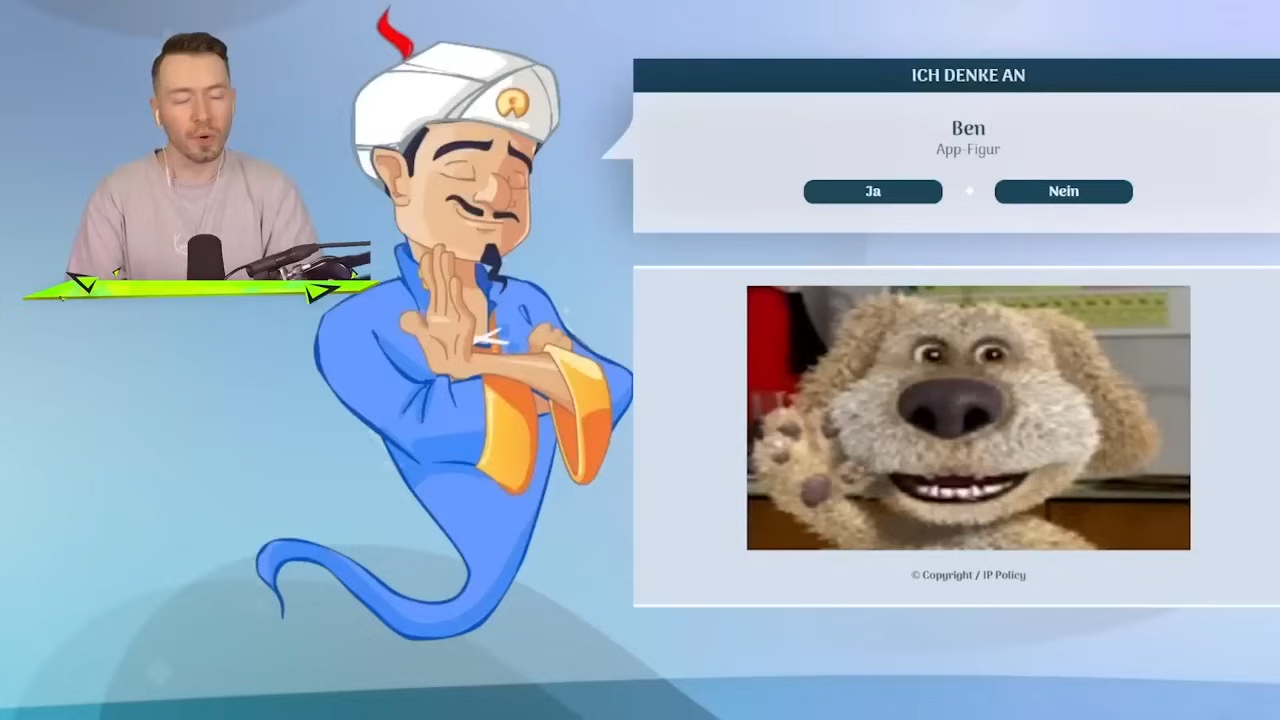 ICH DENKE AN
Ben
App-Figur
Ja
Nein
© Copyright / IP Policy